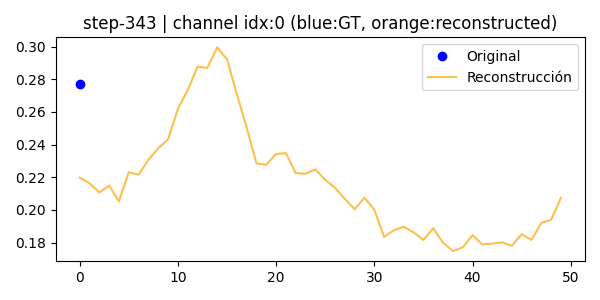 step-343 | channel idx:0 (blue:GT, orange:reconstructed)
Original
Reconstrucción
0.30
0.28
0.26
0.24
0.22
0.20
0.18
0 10 20 30 40 50